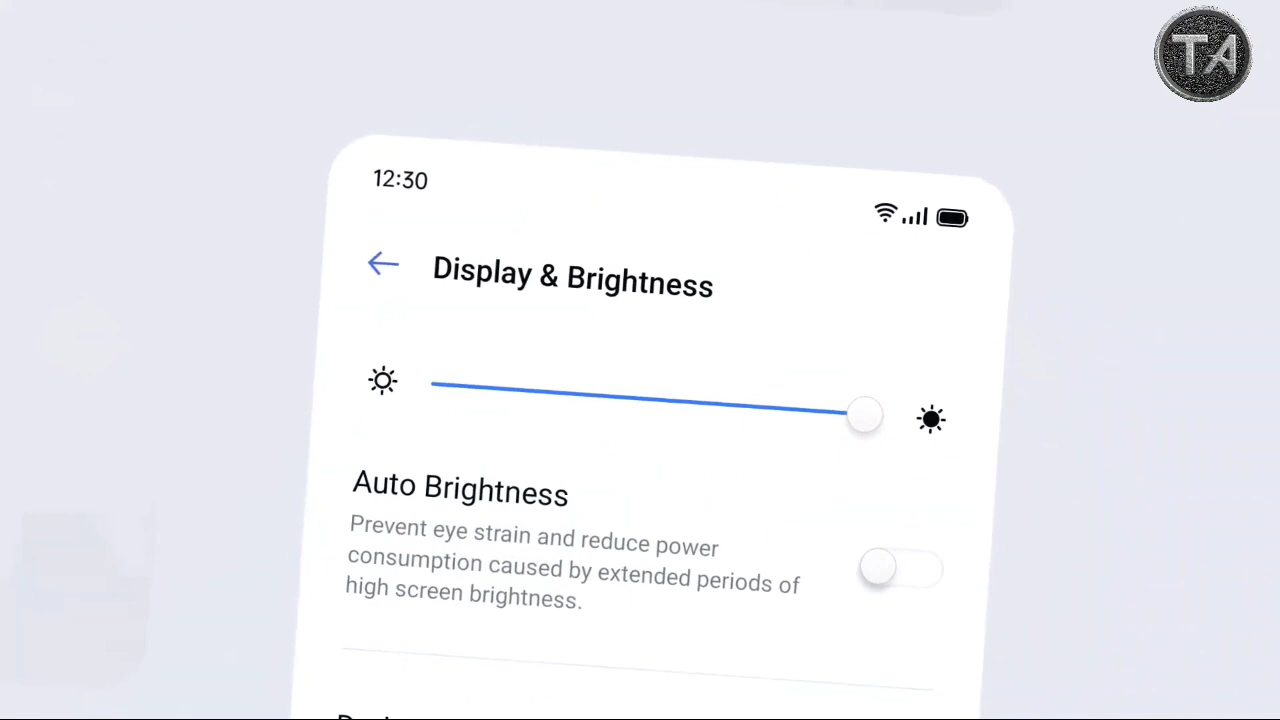 TA
12:30
Display & Brightness
Auto Brightness
Prevent eye strain and reduce power
consumption caused by extended periods of
high screen brightness.